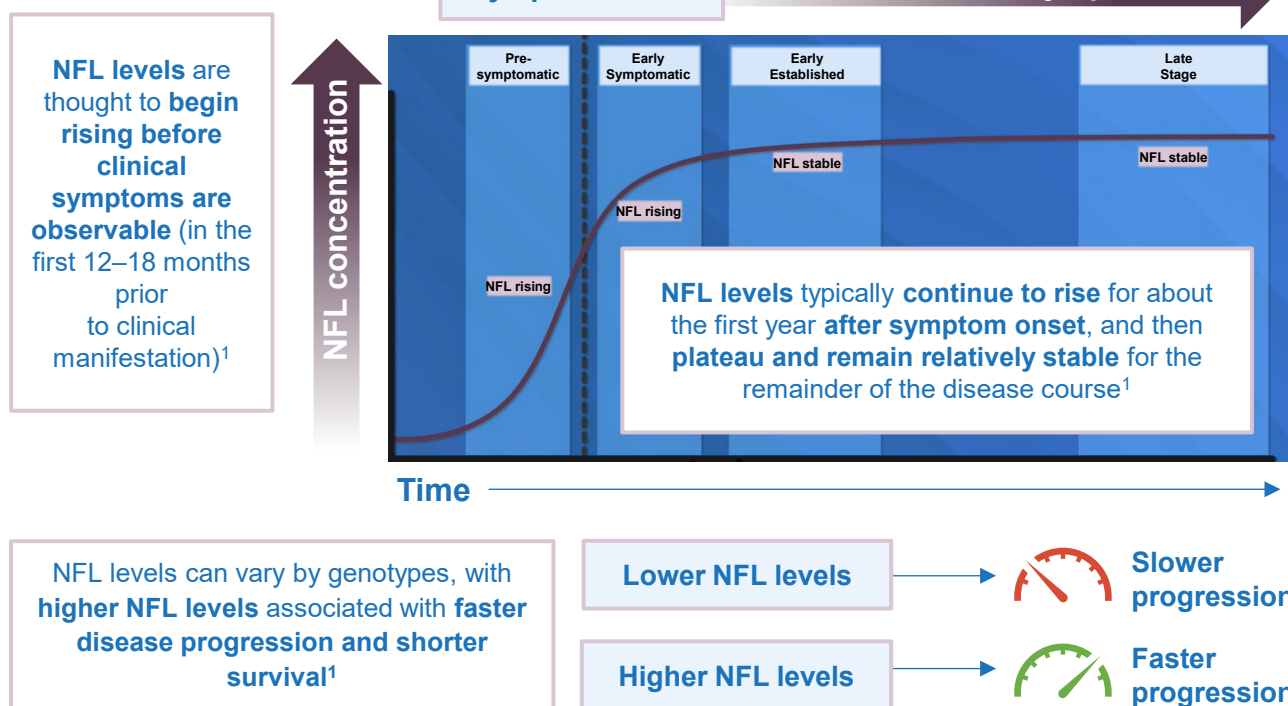 NFL levels are
thought to begin
rising before
clinical
symptoms are
observable (in the
first 12–18 months
prior
to clinical
manifestation)1
NFL concentration
Pre-
symptomatic
Early
Symptomatic
Early
Established
Late
Stage
NFL rising
NFL rising
NFL stable
NFL stable
NFL levels typically continue to rise for about
the first year after symptom onset, and then
plateau and remain relatively stable for the
remainder of the disease course1
Time
NFL levels can vary by genotypes, with
higher NFL levels associated with faster
disease progression and shorter
survival1
Lower NFL levels
Slower
progression
Higher NFL levels
Faster
progression